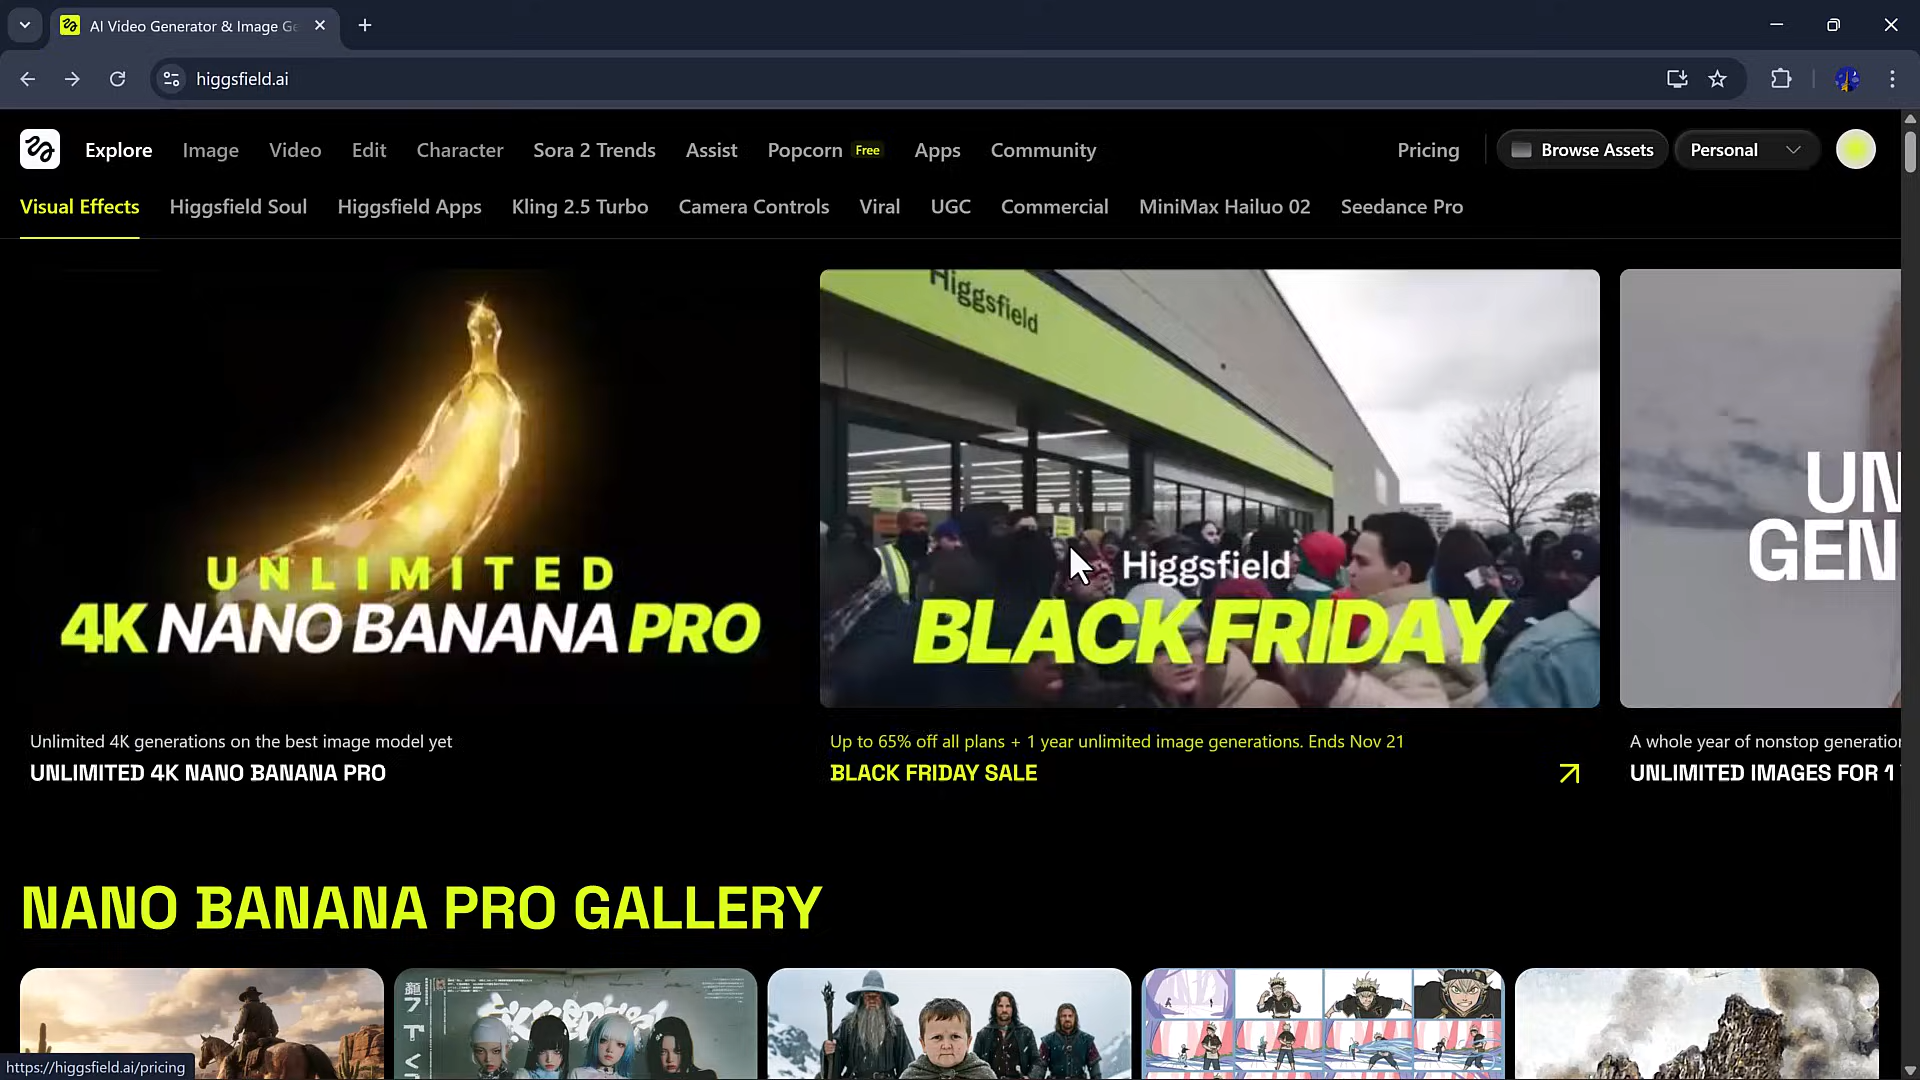 AI Video Generator & Image Ge
higgsfield.ai
Explore
Image
Video
Edit
Character
Sora 2 Trends
Assist
Popcorn Free
Apps
Community
Pricing
Browse Assets
Personal
Visual Effects
Higgsfield Soul
Higgsfield Apps
Kling 2.5 Turbo
Camera Controls
Viral
UGC
Commercial
MiniMax Hailuo 02
Seedance Pro
UNLIMITED
4K NANO BANANA PRO
Higgsfield
Higgsfield
BLACK FRIDAY
UN
GEN
Unlimited 4K generations on the best image model yet
UNLIMITED 4K NANO BANANA PRO
Up to 65% off all plans + 1 year unlimited image generations. Ends Nov 21
BLACK FRIDAY SALE
A whole year of nonstop generation
UNLIMITED IMAGES FOR 1
NANO BANANA PRO GALLERY
https://higgsfield.ai/pricing